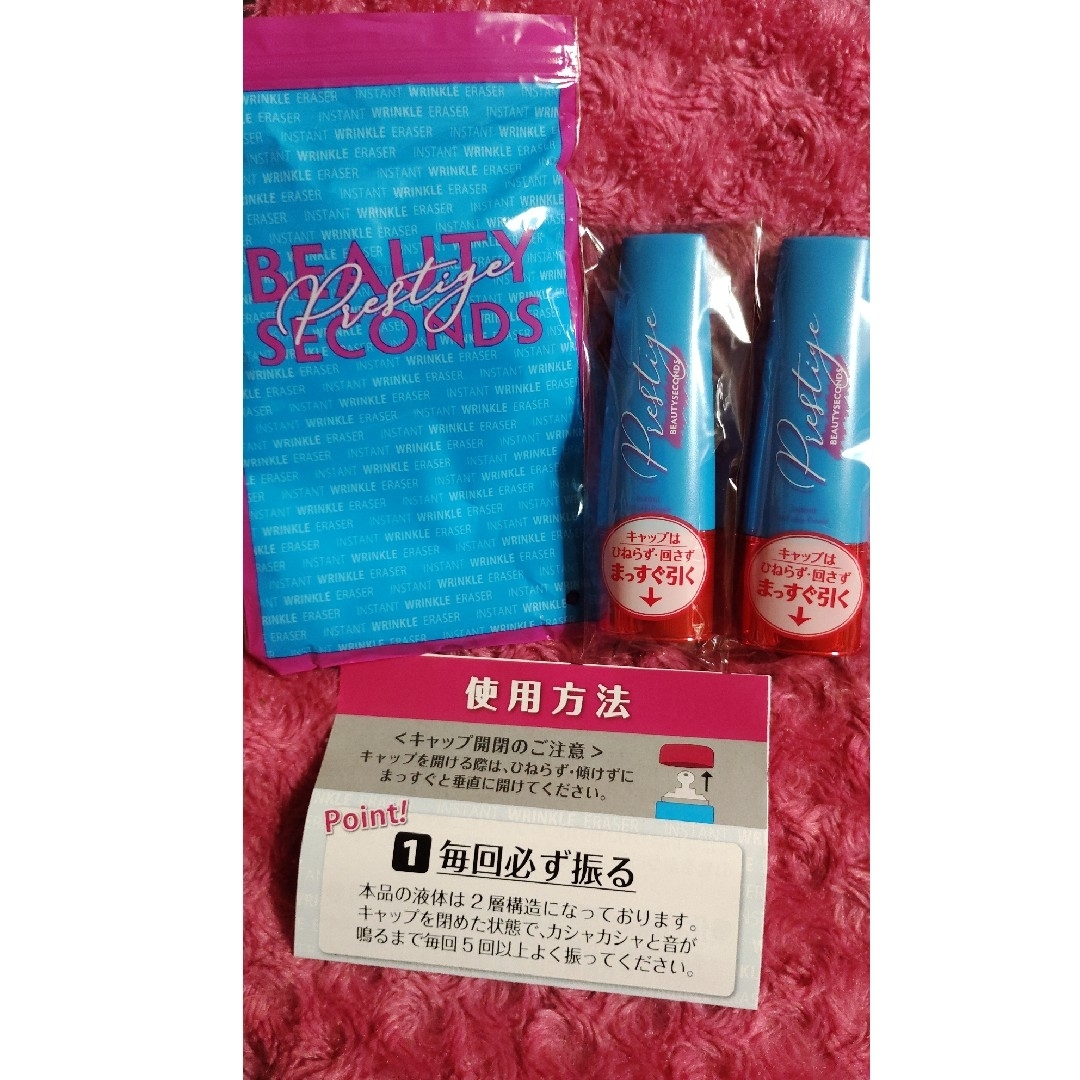 WRINKLE ERASER INSTANT WRINKLE ERASER
BEAUTY
Prestige
SECONDS
Prestige
BEAUTYSECONDS
キャップは
ひねらず・回さず
まっすぐ引く
Prestige
BEAUTYSECONDS
キャップは
ひねらず・回さず
まっすぐ引く
使用方法
<キャップ開閉のご注意>
キャップを開ける際は、ひねらず・傾けずに
まっすぐと垂直に開けてください。
INSTANT WRINKLE ERASER
Point!
1 毎回必ず振る
本品の液体は2層構造になっております。
キャップを閉めた状態で、カシャカシャと音が
鳴るまで毎回5回以上よく振ってください。